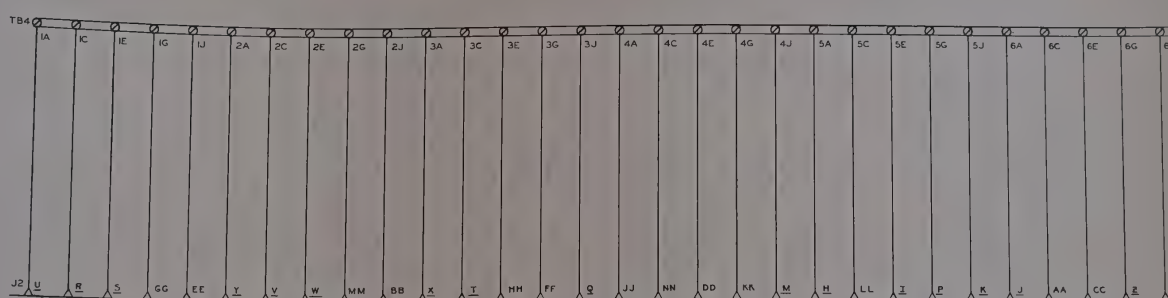 TB4
1A 1C 1E 1G 1J 2A 2C 2E 2G 2J 3A 3C 3E 3G 3J 4A 4C 4E 4G 4J 5A 5C 5E 5G 5J 6A 6C 6E 6G
J2 U R S GG EE Y V W MM BB X T HH FF Q JJ NN DD KK M H LL I P K J AA CC Z